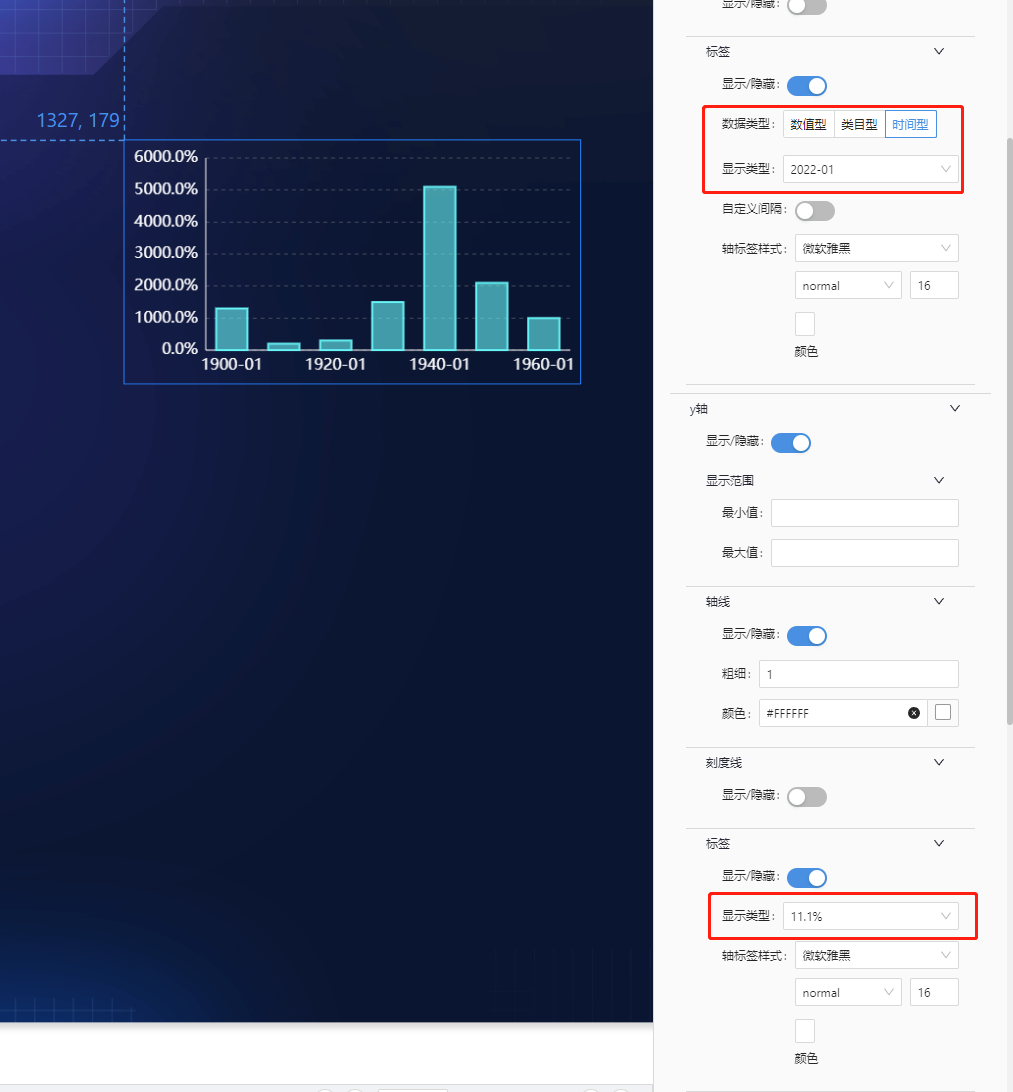 1327, 179
6000.0%
5000.0%
4000.0%
3000.0%
2000.0%
1000.0%
0.0%
1900-01 1920-01 1940-01 1960-01
显示/隐藏:
标签
显示/隐藏:
数据类型: 数值型 类目型 时间型
显示类型: 2022-01
自定义间隔:
轴标签样式: 微软雅黑
normal 16
颜色
y轴
显示/隐藏:
显示范围
最小值:
最大值:
轴线
显示/隐藏:
粗细: 1
颜色: #FFFFFF
刻度线
显示/隐藏:
标签
显示/隐藏:
显示类型: 11.1%
轴标签样式: 微软雅黑
normal 16
颜色